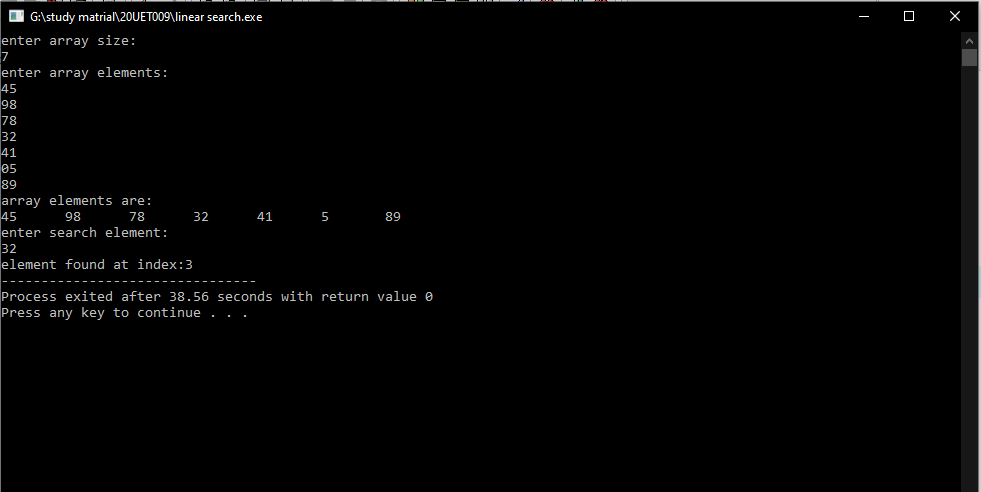 G:\study matrial\20UET009\linear search.exe
enter array size:
7
enter array elements:
45
98
78
32
41
05
89
array elements are:
45 98 78 32 41 5 89
enter search element:
32
element found at index:3
--------------------------------
Process exited after 38.56 seconds with return value 0
Press any key to continue . . .